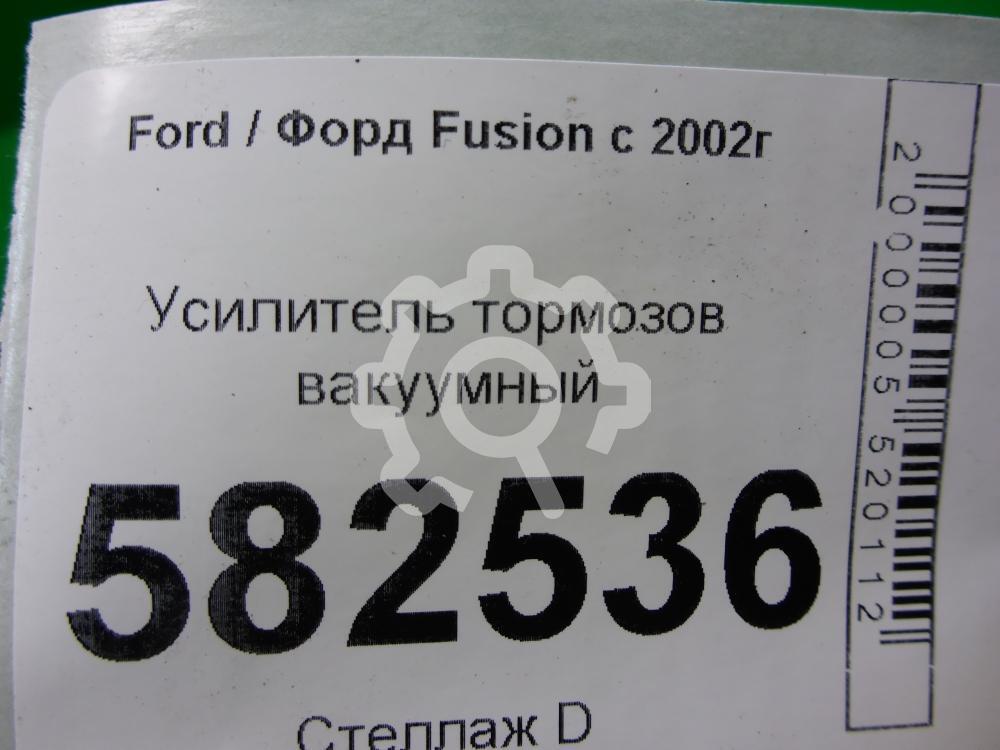 Ford / Форд Fusion с 2002г
Усилитель тормозов
вакуумный
582536
Стеллаж D
2000005520112